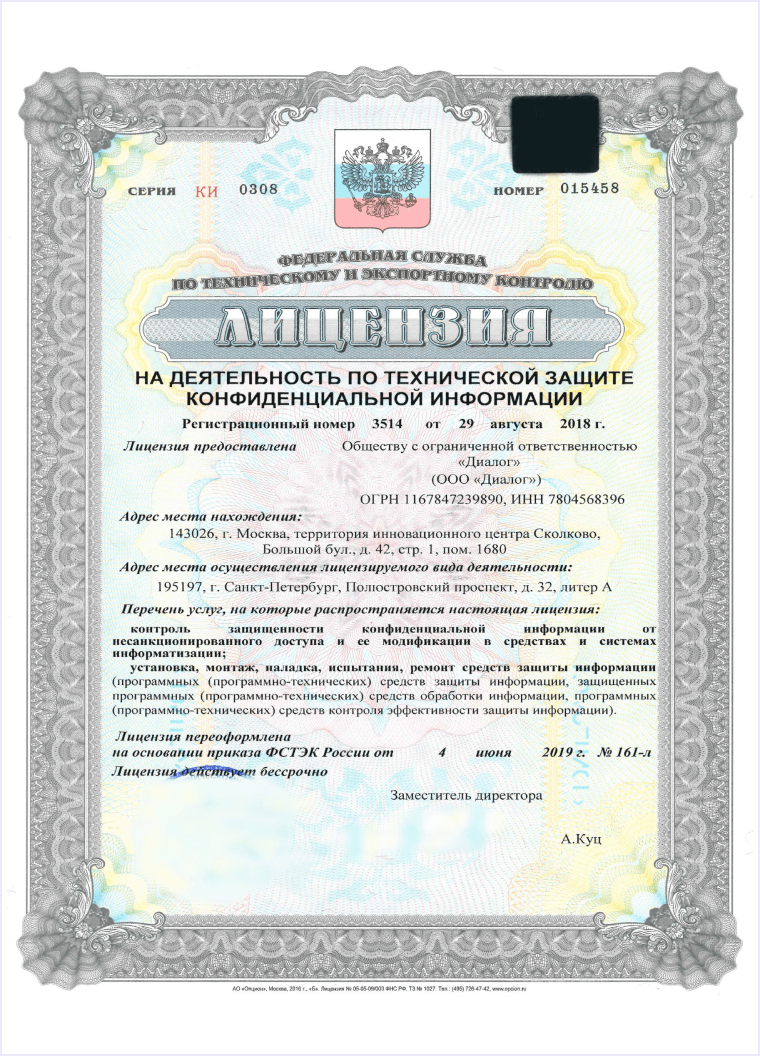 СЕРИЯ КИ 0308
НОМЕР 015458
ФЕДЕРАЛЬНАЯ СЛУЖБА
ПО ТЕХНИЧЕСКОМУ И ЭКСПОРТНОМУ КОНТРОЛЮ
ЛИЦЕНЗИЯ
НА ДЕЯТЕЛЬНОСТЬ ПО ТЕХНИЧЕСКОЙ ЗАЩИТЕ
КОНФИДЕНЦИАЛЬНОЙ ИНФОРМАЦИИ
Регистрационный номер 3514 от 29 августа 2018 г.
Лицензия предоставлена Обществу с ограниченной ответственностью
«Диалог»
(ООО «Диалог»)
ОГРН 1167847239890, ИНН 7804568396
Адрес места нахождения:
143026, г. Москва, территория инновационного центра Сколково,
Большой бул., д. 42, стр. 1, пом. 1680
Адрес места осуществления лицензируемого вида деятельности:
195197, г. Санкт-Петербург, Полюстровский проспект, д. 32, литер А
Перечень услуг, на которые распространяется настоящая лицензия:
контроль защищенности конфиденциальной информации от
несанкционированного доступа и ее модификации в средствах и системах
информатизации;
установка, монтаж, наладка, испытания, ремонт средств защиты информации
(программных (программно-технических) средств защиты информации, защищенных
программных (программно-технических) средств обработки информации, программных
(программно-технических) средств контроля эффективности защиты информации).
Лицензия переоформлена
на основании приказа ФСТЭК России от 4 июня 2019 г. № 161-л
Лицензия действует бессрочно
Заместитель директора
А.Куц
АО «Опцион», Москва, 2016 г., «Б». Лицензия № 05-05-09/003 ФНС РФ. ТЗ № 1027. Тел.: (495) 726-47-42, www.opcion.ru